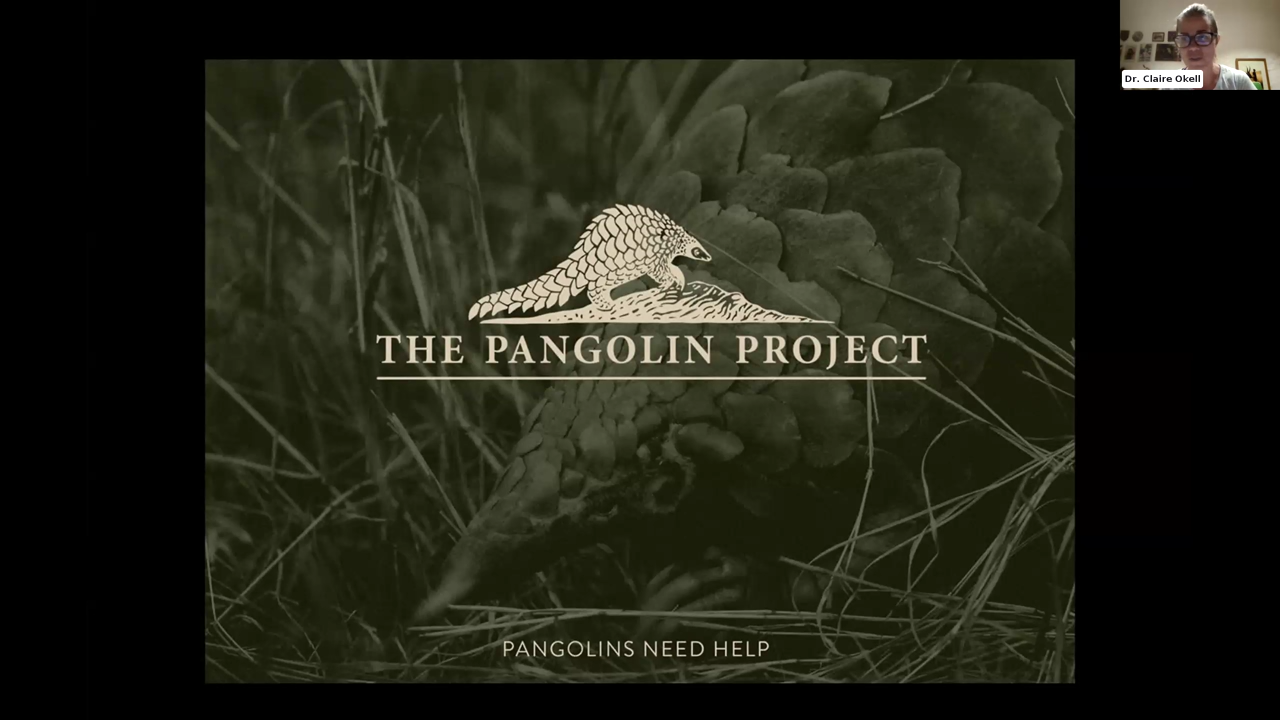 Dr. Claire Okell
THE PANGOLIN PROJECT
PANGOLINS NEED HELP